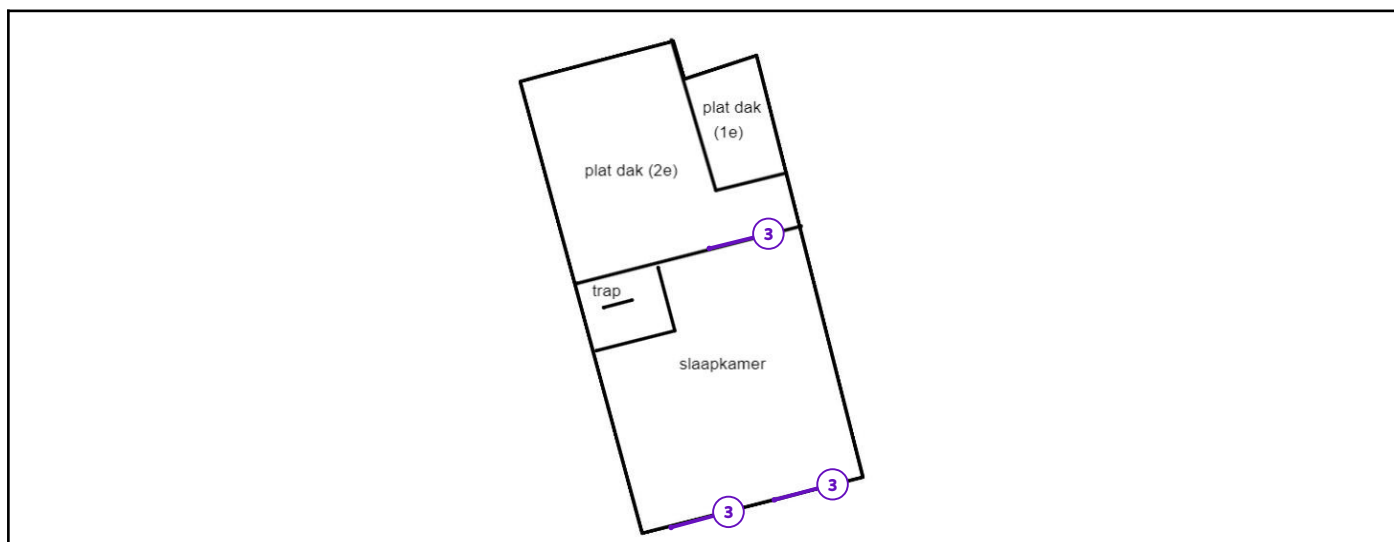 plat dak
(1e)
plat dak (2e)
3
trap
slaapkamer
3
3